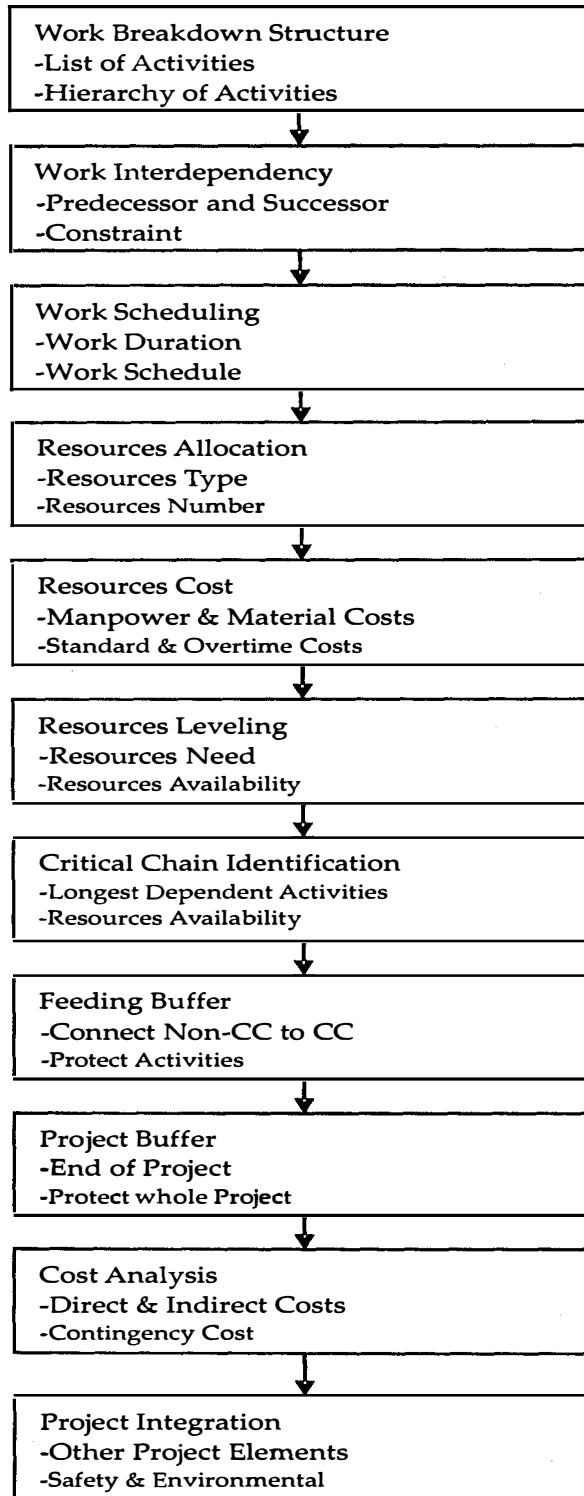 Work Breakdown Structure
-List of Activities
-Hierarchy of Activities
Work Interdependency
-Predecessor and Successor
-Constraint
Work Scheduling
-Work Duration
-Work Schedule
Resources Allocation
-Resources Type
-Resources Number
Resources Cost
-Manpower & Material Costs
-Standard & Overtime Costs
Resources Leveling
-Resources Need
-Resources Availability
Critical Chain Identification
-Longest Dependent Activities
-Resources Availability
Feeding Buffer
-Connect Non-CC to CC
-Protect Activities
Project Buffer
-End of Project
-Protect whole Project
Cost Analysis
-Direct & Indirect Costs
-Contingency Cost
Project Integration
-Other Project Elements
-Safety & Environmental